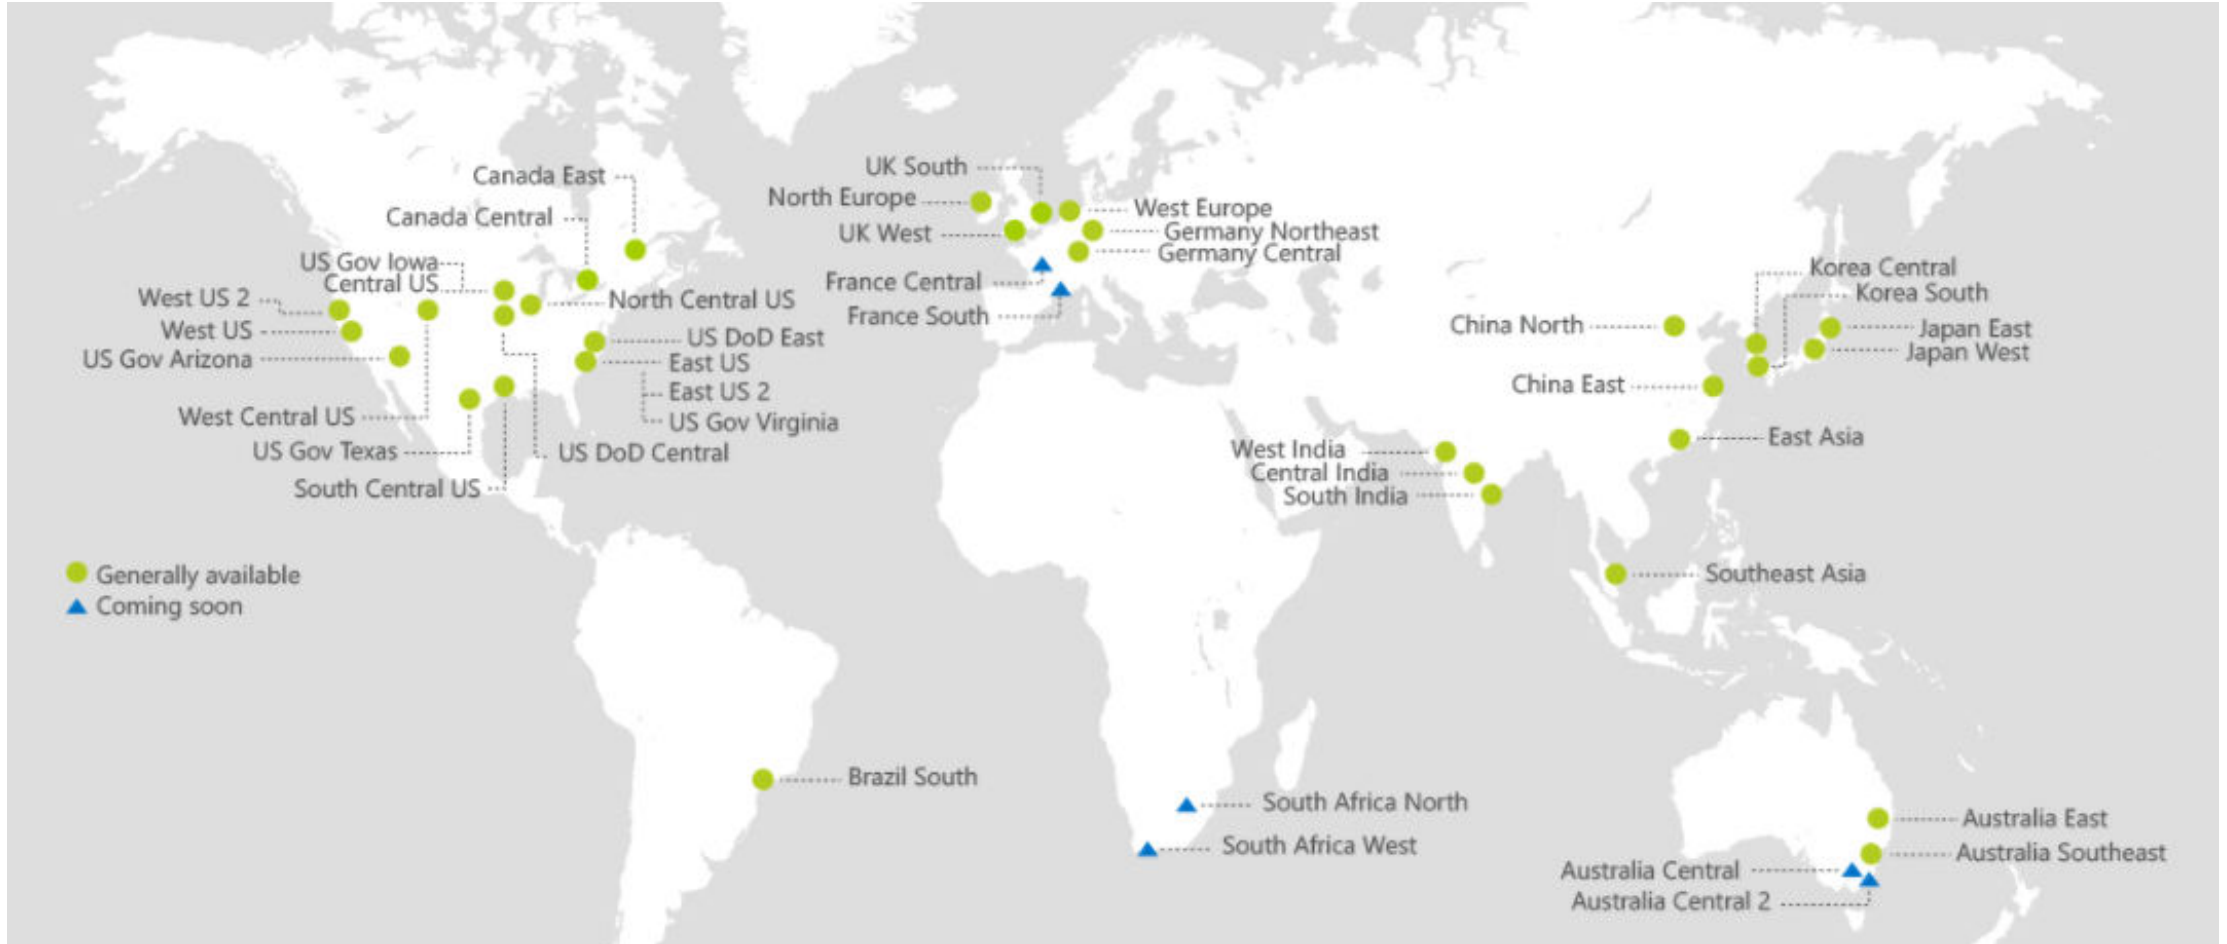 Canada East
Canada Central
US Gov Iowa
Central US
West US 2
West US
US Gov Arizona
North Central US
US DoD East
East US
East US 2
US Gov Virginia
West Central US
US Gov Texas
US DoD Central
South Central US
Generally available
Coming soon
Brazil South
UK South
North Europe
UK West
West Europe
Germany Northeast
Germany Central
France Central
France South
South Africa North
South Africa West
Korea Central
Korea South
China North
Japan East
Japan West
China East
East Asia
West India
Central India
South India
Southeast Asia
Australia East
Australia Southeast
Australia Central
Australia Central 2